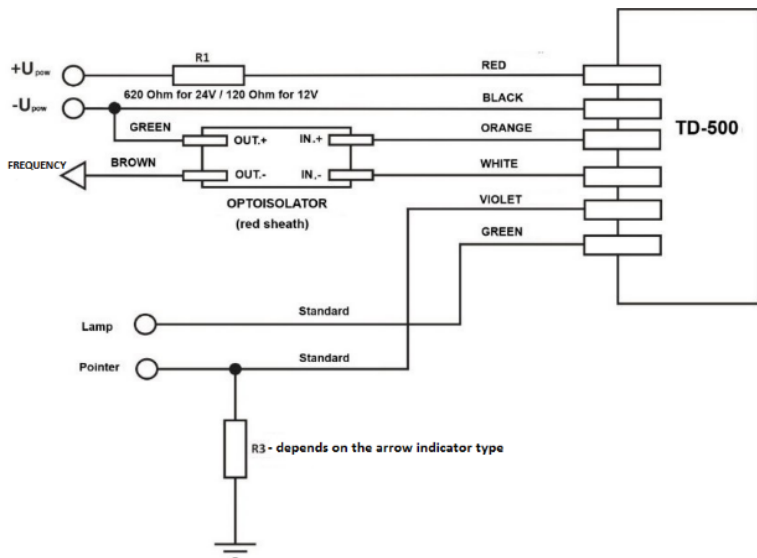 R1
+U pow
RED
620 Ohm for 24V / 120 Ohm for 12V
-U pow
BLACK
GREEN
ORANGE
TD-500
OUT.+ IN.+
FREQUENCY
BROWN
OUT.- IN.-
WHITE
OPTOISOLATOR
(red sheath)
VIOLET
GREEN
Lamp
Standard
Pointer
Standard
R3 - depends on the arrow indicator type